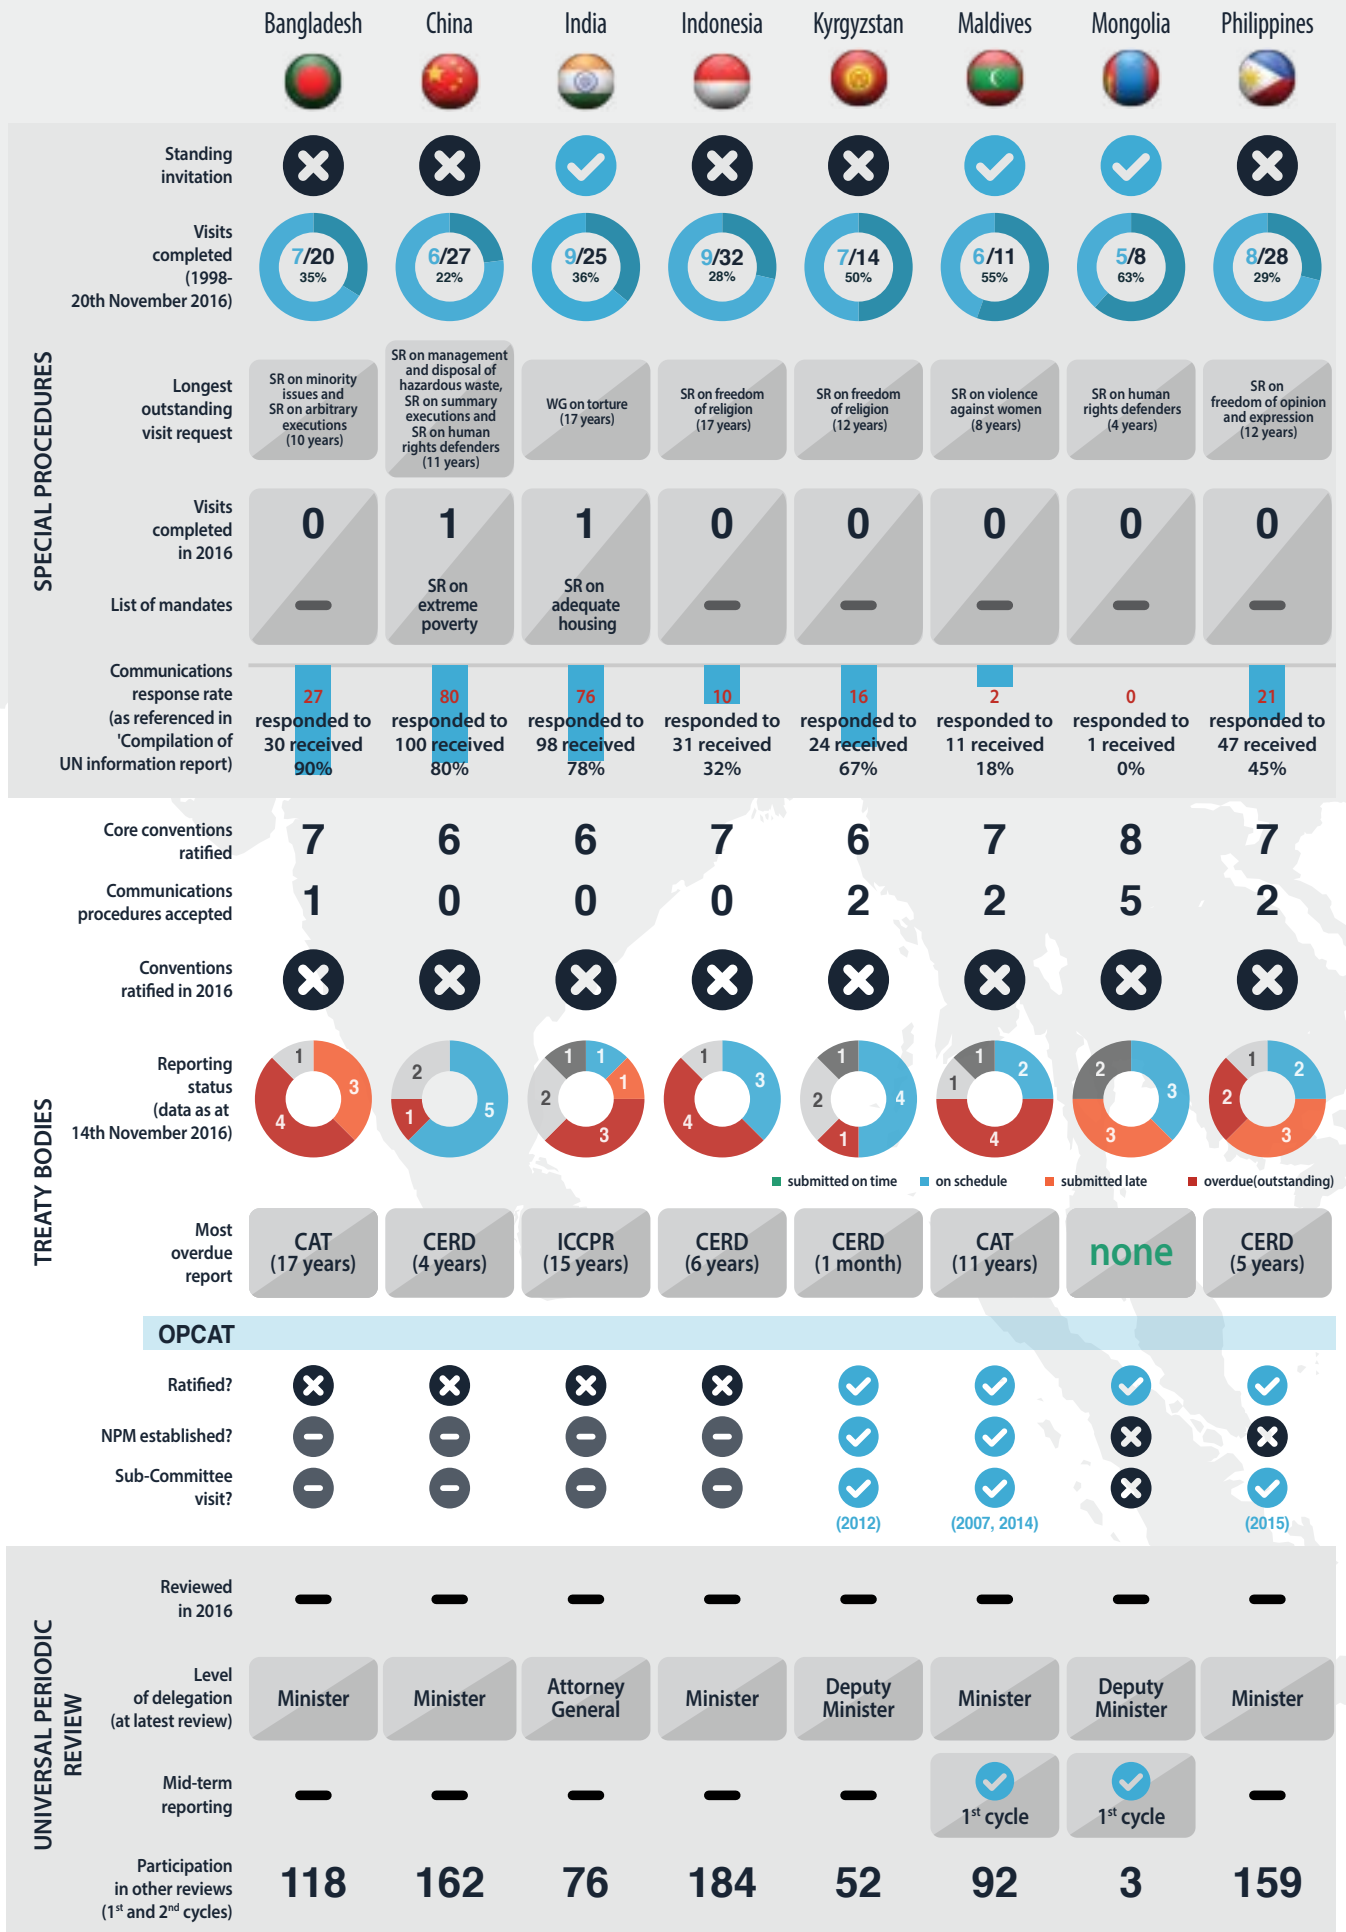 Bangladesh China India Indonesia Kyrgyzstan Maldives Mongolia Philippines
SPECIAL PROCEDURES
Standing
invitation
Visits
completed
(1998-
20th November 2016)
7/20
35%
6/27
22%
9/25
36%
9/32
28%
7/14
50%
6/11
55%
5/8
63%
8/28
29%
Longest
outstanding
visit request
SR on minority
issues and
SR on arbitrary
executions
(10 years)
SR on management
and disposal of
hazardous waste,
SR on summary
executions and
SR on human
rights defenders
(11 years)
WG on torture
(17 years)
SR on freedom
of religion
(17 years)
SR on freedom
of religion
(12 years)
SR on violence
against women
(8 years)
SR on human
rights defenders
(4 years)
SR on
freedom of opinion
and expression
(12 years)
Visits
completed
in 2016
0 1 1 0 0 0 0 0
List of mandates
SR on
extreme
poverty
SR on
adequate
housing
Communications
response rate
(as referenced in
'Compilation of
UN information report)
27
responded to
30 received
90%
80
responded to
100 received
80%
76
responded to
98 received
78%
10
responded to
31 received
32%
16
responded to
24 received
67%
2
responded to
11 received
18%
0
responded to
1 received
0%
21
responded to
47 received
45%
TREATY BODIES
Core conventions
ratified
7 6 6 7 6 7 8 7
Communications
procedures accepted
1 0 0 0 2 2 5 2
Conventions
ratified in 2016
Reporting
status
(data as at
14th November 2016)
1 3 4
2 5 1
1 1 1 2 3
1 3 4
1 4 2 1
1 2 1 4
2 3 3
1 2 2 3
submitted on time on schedule submitted late overdue(outstanding)
Most
overdue
report
CAT
(17 years)
CERD
(4 years)
ICCPR
(15 years)
CERD
(6 years)
CERD
(1 month)
CAT
(11 years)
none
CERD
(5 years)
OPCAT
Ratified?
NPM established?
Sub-Committee
visit?
(2012) (2007, 2014) (2015)
UNIVERSAL PERIODIC
REVIEW
Reviewed
in 2016
Level
of delegation
(at latest review)
Minister
Minister
Attorney
General
Minister
Deputy
Minister
Minister
Deputy
Minister
Minister
Mid-term
reporting
1st cycle
1st cycle
Participation
in other reviews
(1st and 2nd cycles)
118 162 76 184 52 92 3 159